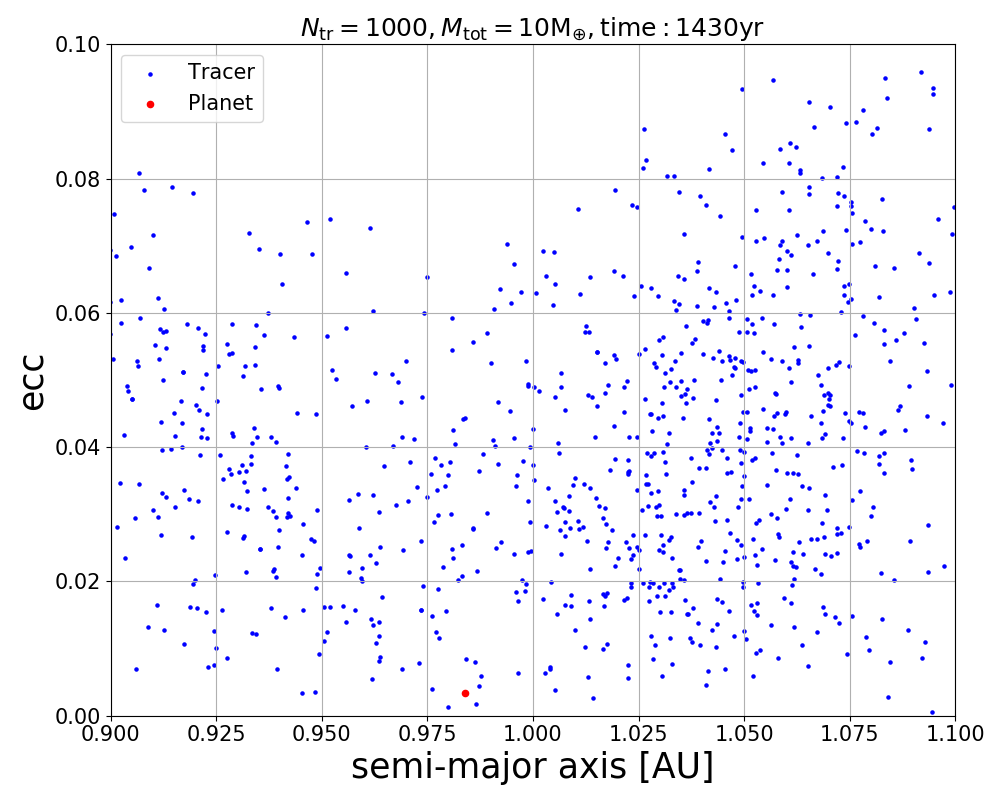 N_tr = 1000, M_tot = 10M_⊕, time : 1430yr
Tracer
Planet
0.10
0.08
0.06
0.04
0.02
0.00
ecc
0.900 0.925 0.950 0.975 1.000 1.025 1.050 1.075 1.100
semi-major axis [AU]